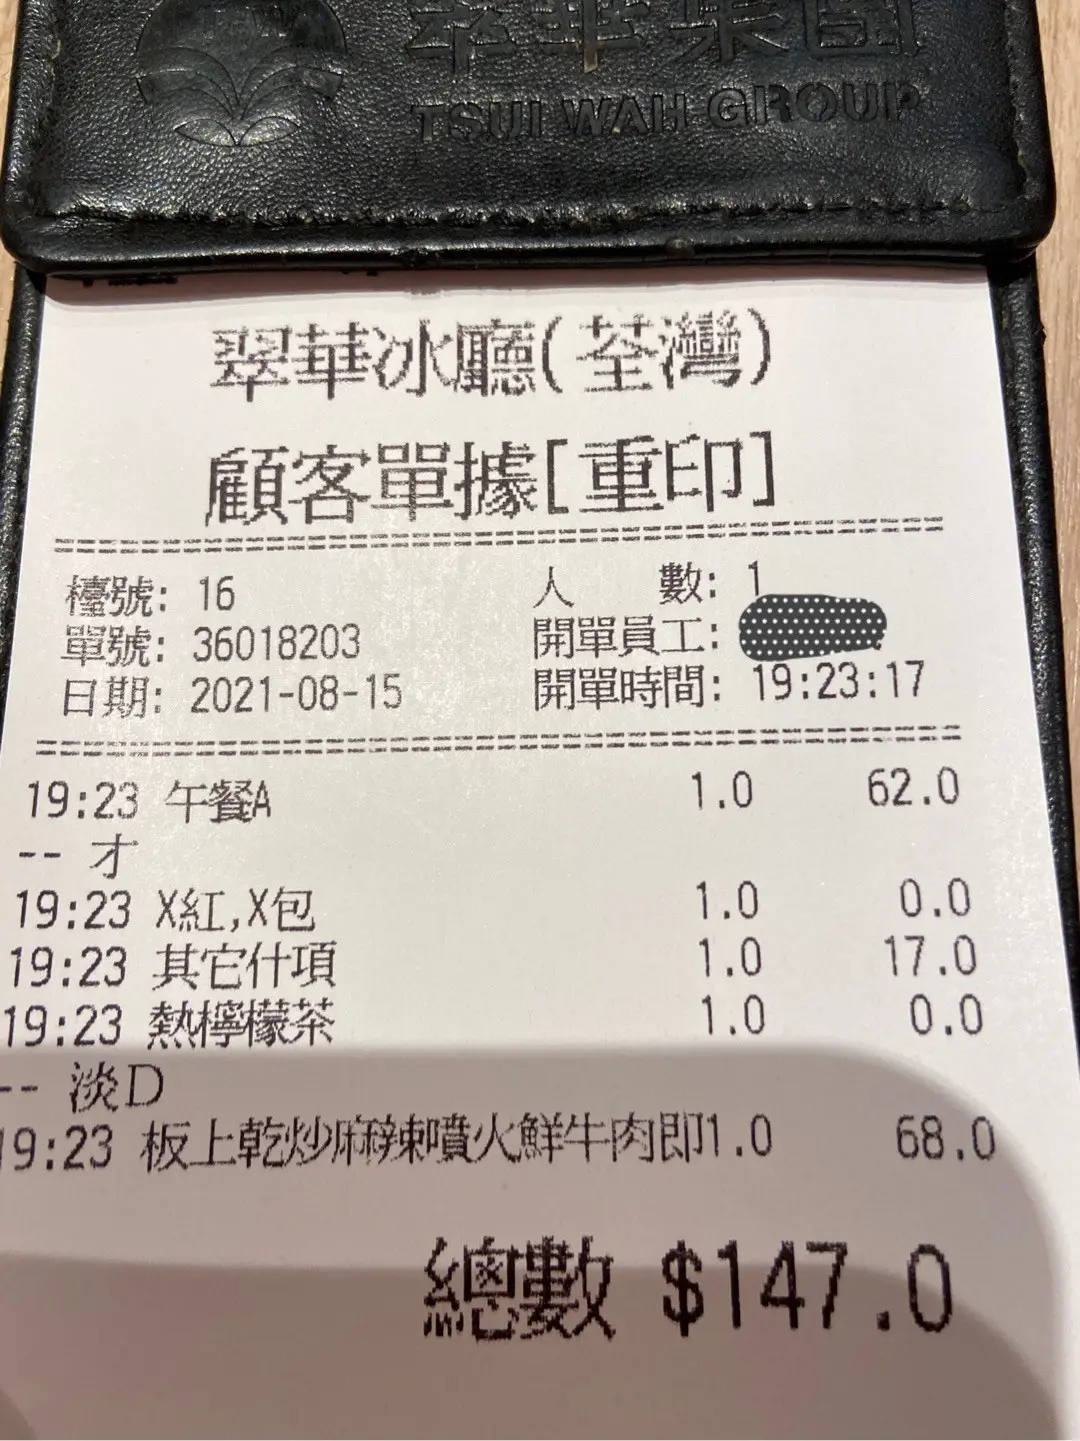 翠華集團
TSUI WAH GROUP
翠華冰廳(荃灣)
顧客單據[重印]
檯號: 16 人 數: 1
單號: 36018203 開單員工:
日期: 2021-08-15 開單時間: 19:23:17
19:23 午餐A 1.0 62.0
-- 才
19:23 X紅,X包 1.0 0.0
19:23 其它什項 1.0 17.0
19:23 熱檸檬茶 1.0 0.0
-- 淡D
19:23 板上乾炒麻辣噴火鮮牛肉即1.0 68.0
總數 $147.0